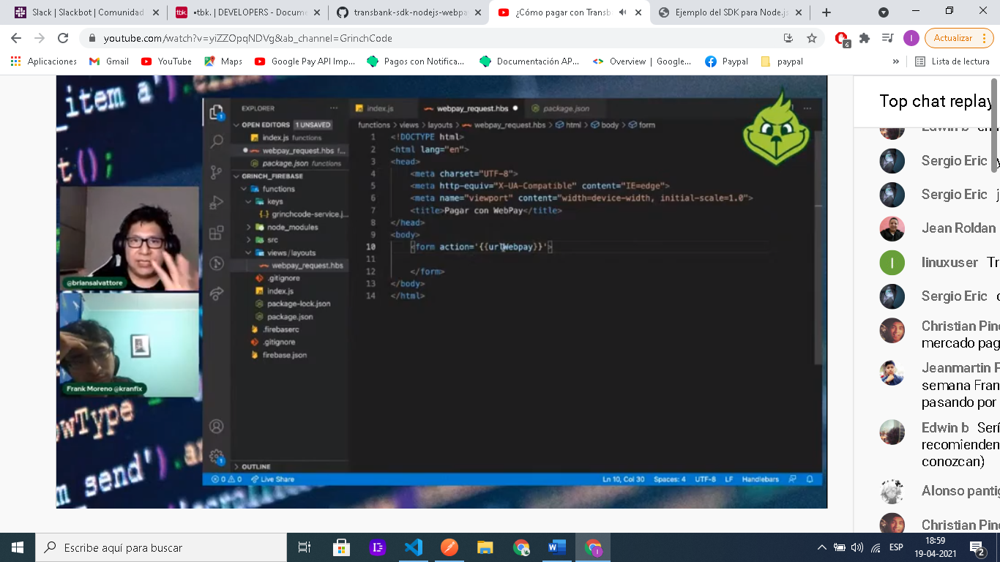 Slack | Slackbot | Comunidad
•tbk. | DEVELOPERS - Docume
transbank-sdk-nodejs-webpa
¿Cómo pagar con Transb
Ejemplo del SDK para Node.js
youtube.com/watch?v=yiZZOpqNDVg&ab_channel=GrinchCode
6
I
Actualizar
Aplicaciones
Gmail
YouTube
Maps
Google Pay API Imp...
Pago con Notifica...
Documentación AP...
Overview | Google...
Paypal
paypal
»
Lista de lectura
item a
t();
wType
m send').a
EXPLORER
OPEN EDITORS 1 UNSAVED
index.js functions
webpay_request.hbs f...
package.json functions
GRINCH_FIREBASE
functions
keys
grinchcode-service.j...
node_modules
src
views/layouts
webpay_request.hbs
.gitignore
index.js
package-lock.json
package.json
.firebaserc
.gitignore
firebase.json
OUTLINE
index.js
webpay_request.hbs
package.json
functions > views > layouts > webpay_request.hbs > html > body > form
1 <!DOCTYPE html>
2 <html lang="en">
3 <head>
4 <meta charset="UTF-8">
5 <meta http-equiv="X-UA-Compatible" content="IE=edge">
6 <meta name="viewport" content="width=device-width, initial-scale=1.0">
7 <title>Pagar con WebPay</title>
8 </head>
9 <body>
10 <form action='{{urlWebpay}}'>
11
12 </form>
13 </body>
14 </html>
@briansalvattore
Frank Moreno @kranfix
0 0 Live Share
Ln 10, Col 30 Spaces: 4 UTF-8 LF Handlebars
Top chat replay
Edwin b
Sergio Eric y
Sergio Eric j
Jean Roldan
linuxuser Tr
Sergio Eric
Christian Pin
mercado pag
Jeanmartin P
semana Fran
pasando por
Edwin b Serí
recomienden
conozcan)
Alonso pantig
Christian Pin
Escribe aquí para buscar
ESP
18:59
19-04-2021
2